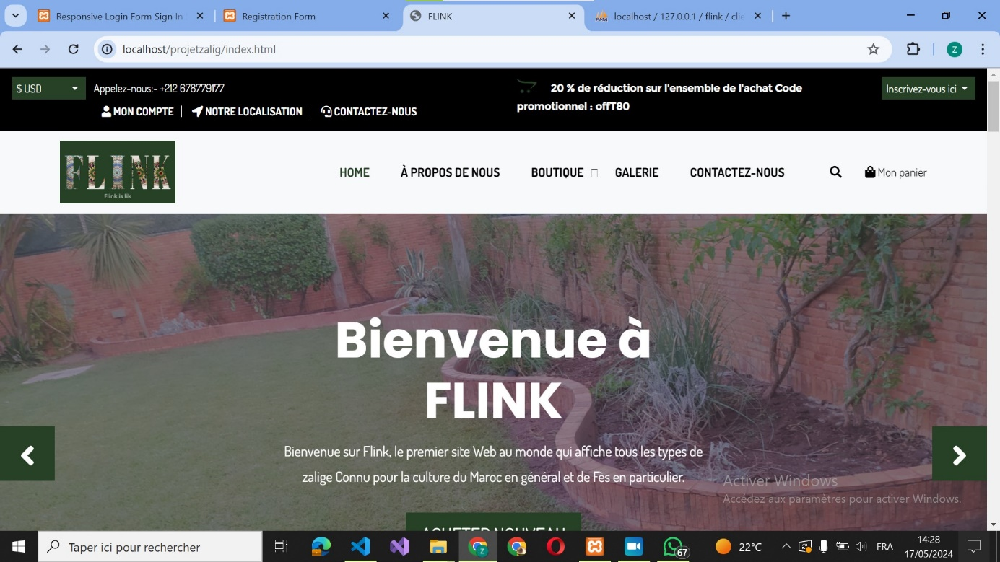 Responsive Login Form Sign In
Registration Form
FLINK
localhost / 127.0.0.1 / flink / clie
localhost/projetzalig/index.html
Z
$ USD
Appelez-nous:- +212 678779177
20 % de réduction sur l'ensemble de l'achat Code
promotionnel : offT80
Inscrivez-vous ici
MON COMPTE
NOTRE LOCALISATION
CONTACTEZ-NOUS
FLINK
Flink is lik
HOME
À PROPOS DE NOUS
BOUTIQUE
GALERIE
CONTACTEZ-NOUS
Mon panier
Bienvenue à
FLINK
Bienvenue sur Flink, le premier site Web au monde qui affiche tous les types de
zalige Connu pour la culture du Maroc en général et de Fès en particulier.
Activer Windows
Accédez aux paramètres pour activer Windows.
ACHETER NOUVEAU
Taper ici pour rechercher
67
22°C
FRA
14:28
17/05/2024